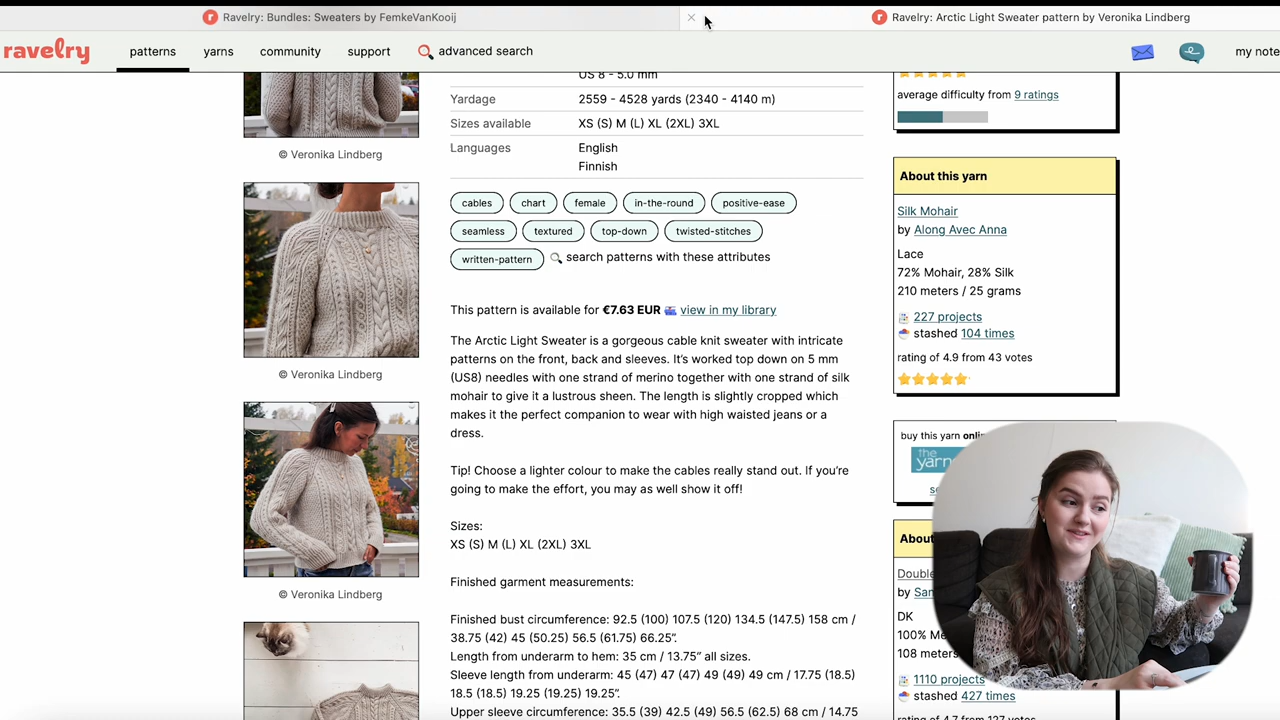 Ravelry: Bundles: Sweaters by FemkeVanKooij
Ravelry: Arctic Light Sweater pattern by Veronika Lindberg
ravelry
patterns
yarns
community
support
advanced search
my note
© Veronika Lindberg
© Veronika Lindberg
© Veronika Lindberg
US 8 - 5.0 mm
Yardage 2559 - 4528 yards (2340 - 4140 m)
Sizes available XS (S) M (L) XL (2XL) 3XL
Languages English
Finnish
cables chart female in-the-round positive-ease
seamless textured top-down twisted-stitches
written-pattern search patterns with these attributes
This pattern is available for €7.63 EUR view in my library
The Arctic Light Sweater is a gorgeous cable knit sweater with intricate
patterns on the front, back and sleeves. It's worked top down on 5 mm
(US8) needles with one strand of merino together with one strand of silk
mohair to give it a lustrous sheen. The length is slightly cropped which
makes it the perfect companion to wear with high waisted jeans or a
dress.
Tip! Choose a lighter colour to make the cables really stand out. If you're
going to make the effort, you may as well show it off!
Sizes:
XS (S) M (L) XL (2XL) 3XL
Finished garment measurements:
Finished bust circumference: 92.5 (100) 107.5 (120) 134.5 (147.5) 158 cm /
38.75 (42) 45 (50.25) 56.5 (61.75) 66.25”.
Length from underarm to hem: 35 cm / 13.75” all sizes.
Sleeve length from underarm: 45 (47) 47 (47) 49 (49) 49 cm / 17.75 (18.5)
18.5 (18.5) 19.25 (19.25) 19.25”.
Upper sleeve circumference: 35.5 (39) 42.5 (49) 56.5 (62.5) 68 cm / 14.75
average difficulty from 9 ratings
About this yarn
Silk Mohair
by Along Avec Anna
Lace
72% Mohair, 28% Silk
210 meters / 25 grams
227 projects
stashed 104 times
rating of 4.9 from 43 votes
buy this yarn
the
yarn
About
Double
by San
DK
100% Me
108 meters
1110 projects
stashed 427 times
rating of 4.7 from 127 votes